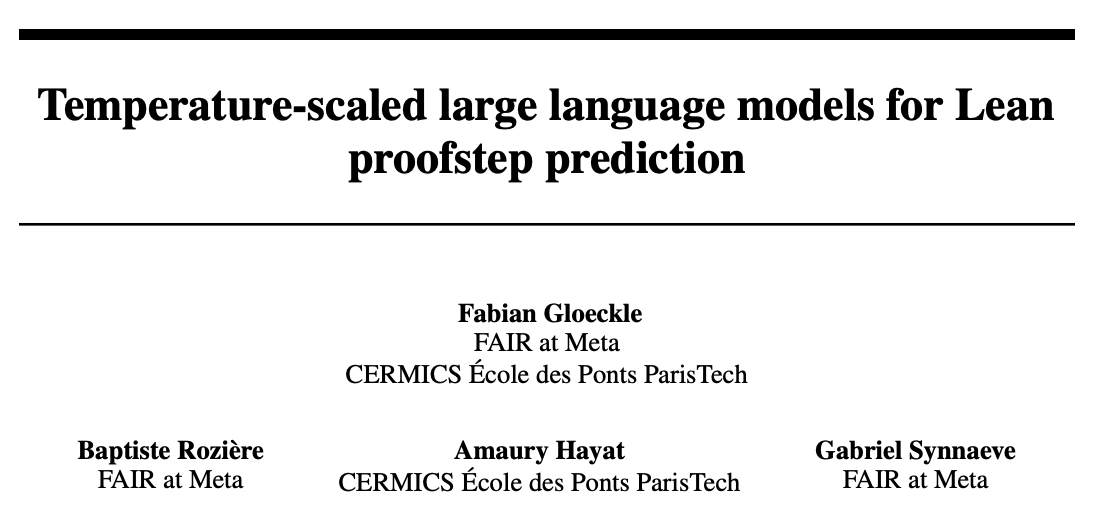 Temperature-scaled large language models for Lean
proofstep prediction
Fabian Gloeckle
FAIR at Meta
CERMICS École des Ponts ParisTech
Baptiste Rozière
FAIR at Meta
Amaury Hayat
CERMICS École des Ponts ParisTech
Gabriel Synnaeve
FAIR at Meta